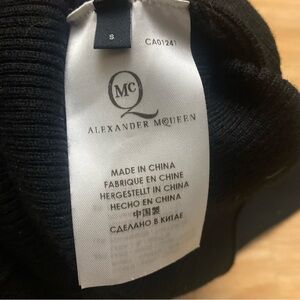 S
CA01241
McQ
ALEXANDER McQUEEN
MADE IN CHINA
FABRIQUE EN CHINE
HERGESTELLT IN CHINA
HECHO EN CHINA
中国製
СДЕЛАНО В КИТАЕ